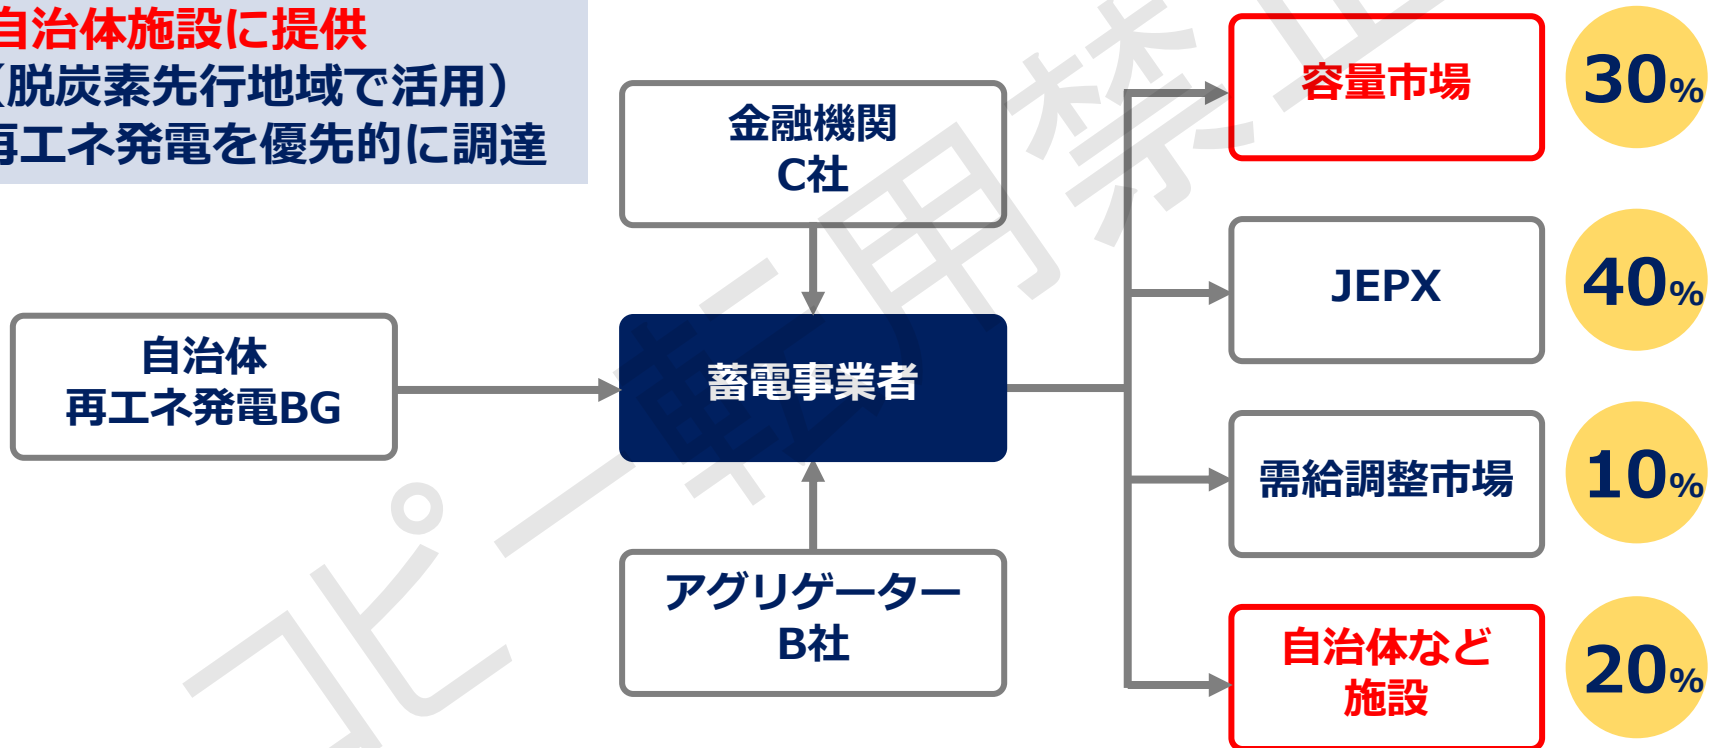 自治体施設に提供
（脱炭素先行地域で活用）
再エネ発電を優先的に調達
金融機関
C社
自治体
再エネ発電BG
蓄電事業者
アグリゲーター
B社
容量市場
30%
JEPX
40%
需給調整市場
10%
自治体など
施設
20%
コピー転用禁止